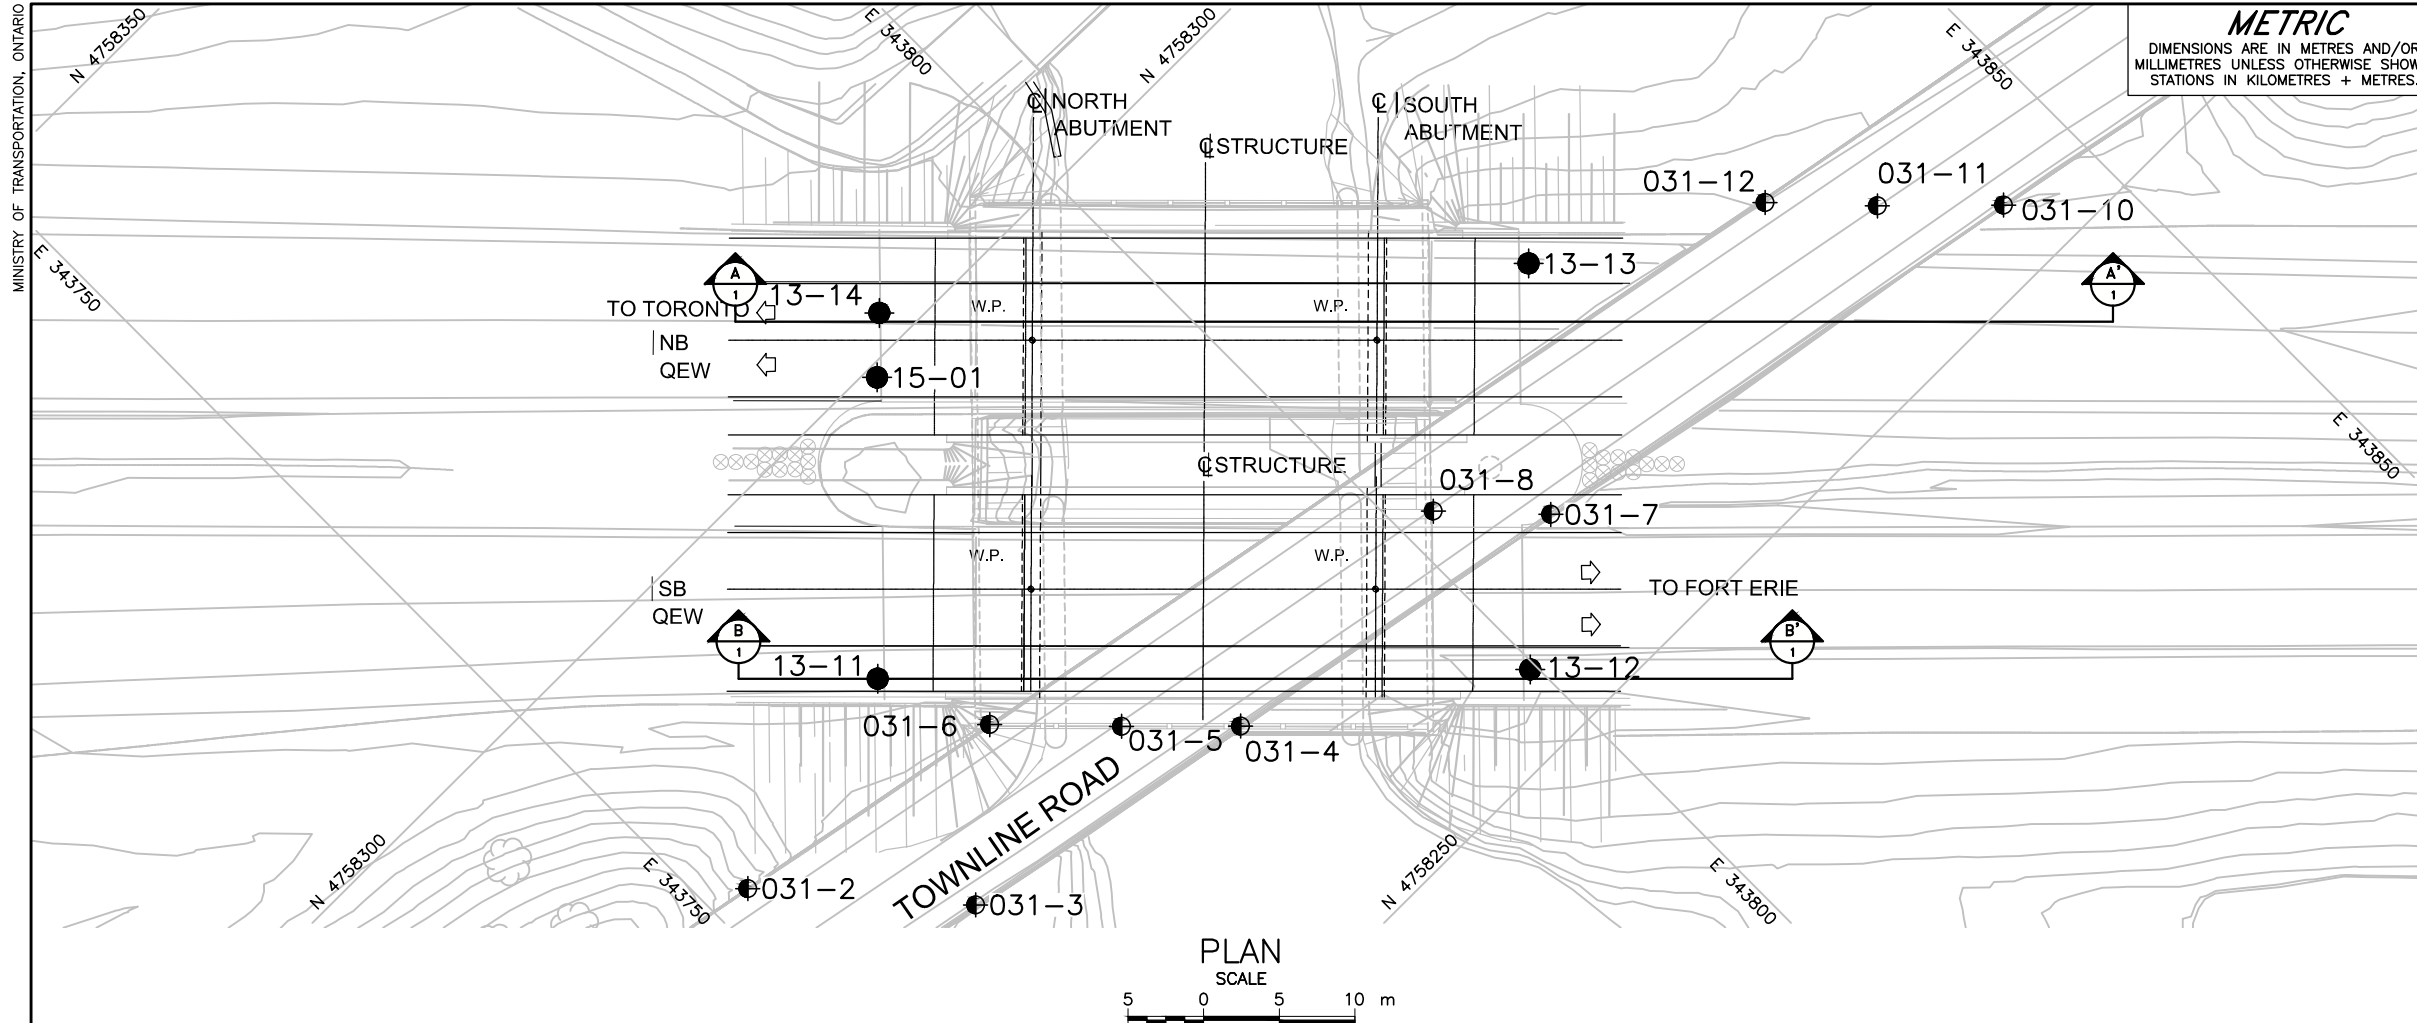 MINISTRY OF TRANSPORTATION, ONTARIO
N 4758350
E 343800
N 4758300
E 343850
METRIC
DIMENSIONS ARE IN METRES AND/OR
MILLIMETRES UNLESS OTHERWISE SHOW
STATIONS IN KILOMETRES + METRES.
℄ NORTH
ABUTMENT
℄ SOUTH
ABUTMENT
℄ STRUCTURE
031-12
031-11
031-10
E 343750
A
1
13-14
13-13
A'
1
TO TORONTO
W.P.
W.P.
NB
QEW
15-01
E 343850
℄ STRUCTURE
031-8
031-7
W.P.
W.P.
SB
QEW
TO FORT ERIE
B
1
B'
1
13-11
13-12
031-6
031-5
031-4
TOWNLINE ROAD
N 4758300
E 343750
N 4758250
E 343800
031-2
031-3
PLAN
SCALE
5 0 5 10 m